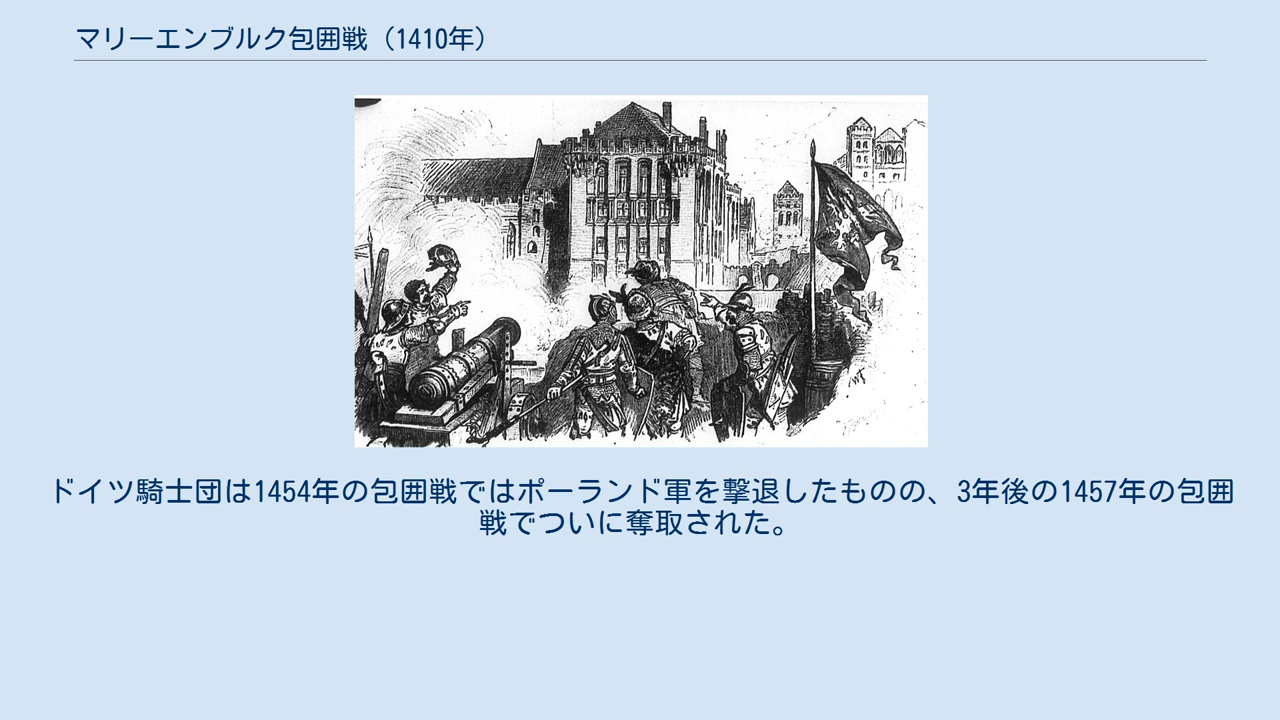 マリーエンブルク包囲戦（1410年）
ドイツ騎士団は1454年の包囲戦ではポーランド軍を撃退したものの、3年後の1457年の包囲
戦でついに奪取された。